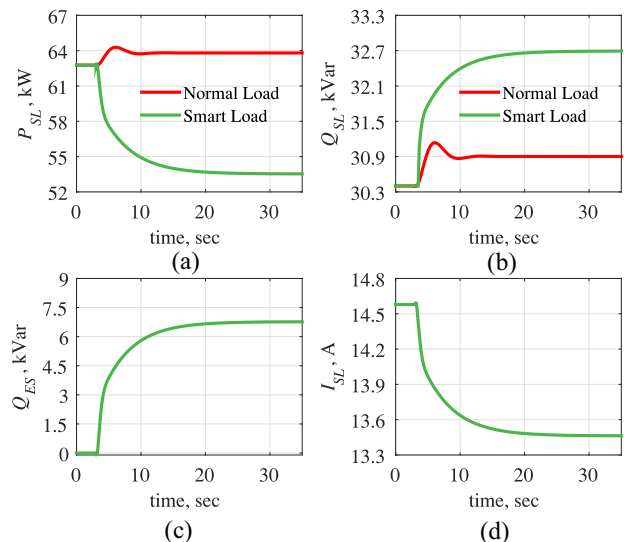 67
64
61
58
55
52
P_SL, kW
Normal Load
Smart Load
0
10
20
30
time, sec
(a)
33.3
32.7
32.1
31.5
30.9
30.3
Q_SL, kVar
Normal Load
Smart Load
0
10
20
30
time, sec
(b)
9
7.5
6
4.5
3
1.5
0
Q_ES, kVar
0
10
20
30
time, sec
(c)
14.8
14.5
14.2
13.9
13.6
13.3
I_SL, A
0
10
20
30
time, sec
(d)